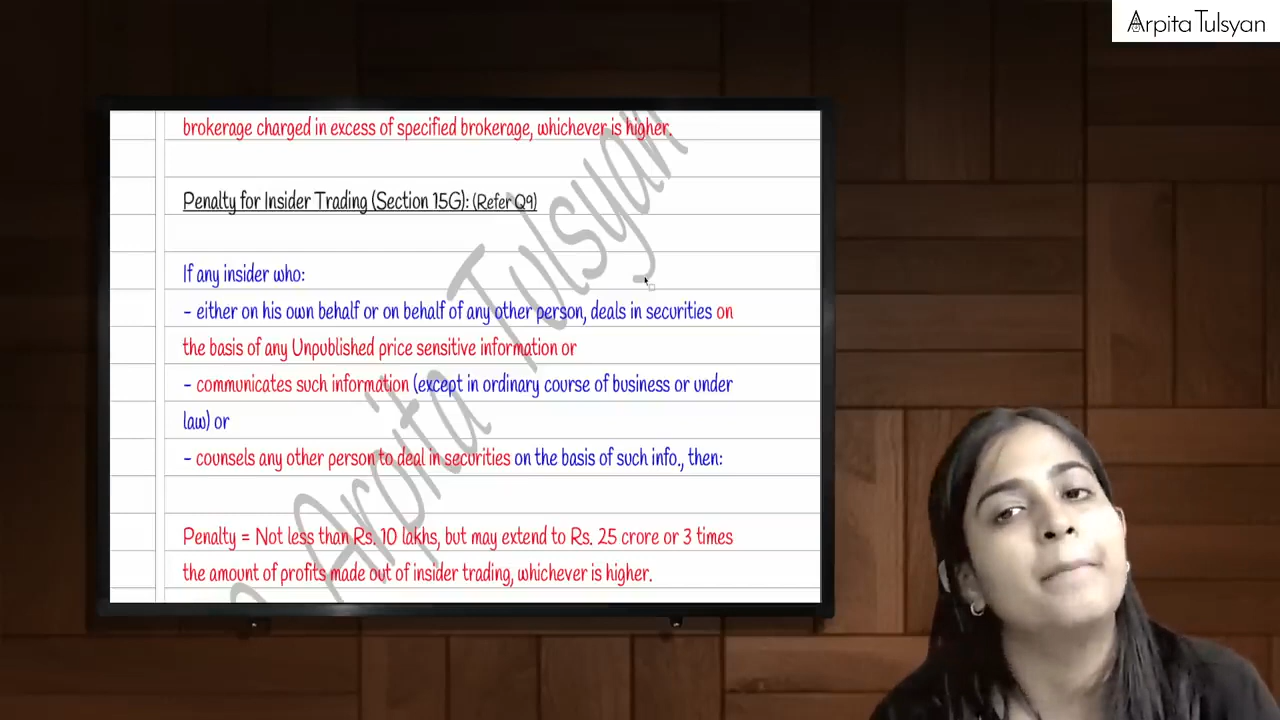 Arpita Tulsyan
brokerage charged in excess of specified brokerage, whichever is higher.
Penalty for Insider Trading (Section 15G): (Refer Q9)
If any insider who:
- either on his own behalf or on behalf of any other person, deals in securities on
the basis of any Unpublished price sensitive information or
- communicates such information (except in ordinary course of business or under
law) or
- counsels any other person to deal in securities on the basis of such info., then:
Penalty = Not less than Rs. 10 lakhs, but may extend to Rs. 25 crore or 3 times
the amount of profits made out of insider trading, whichever is higher.
Arpita Tulsyan